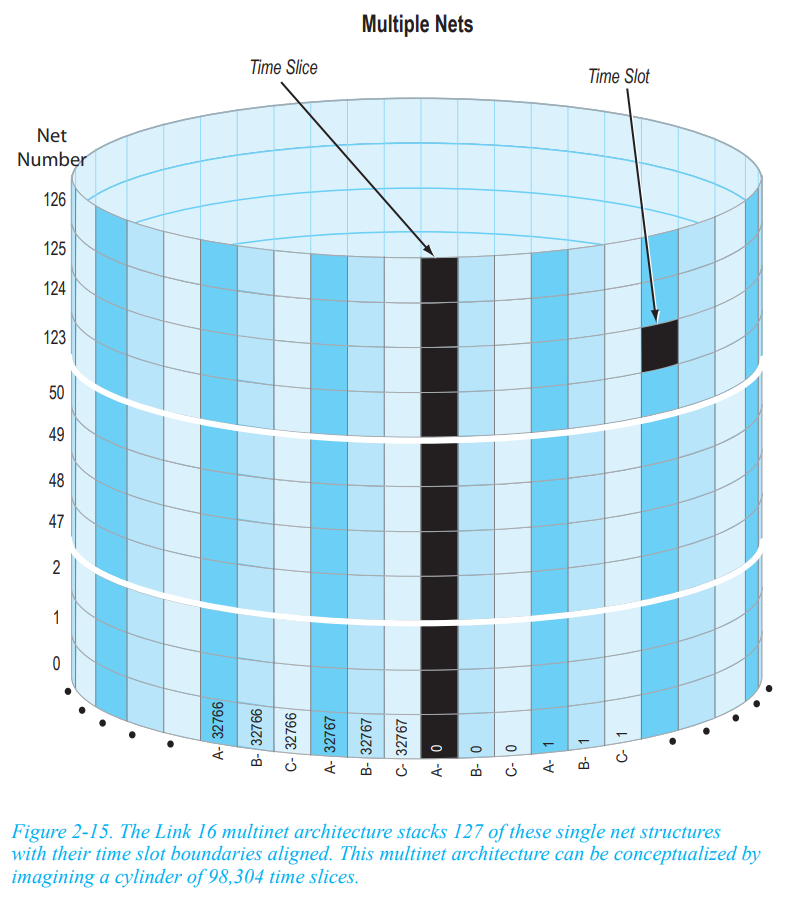 Multiple Nets
Time Slice
Time Slot
Net
Number
126
125
124
123
50
49
48
47
2
1
0
A- 32766
B- 32766
C- 32766
A- 32767
B- 32767
C- 32767
A- 0
B- 0
C- 0
A- 1
B- 1
C- 1
Figure 2-15. The Link 16 multinet architecture stacks 127 of these single net structures
with their time slot boundaries aligned. This multinet architecture can be conceptualized by
imagining a cylinder of 98,304 time slices.